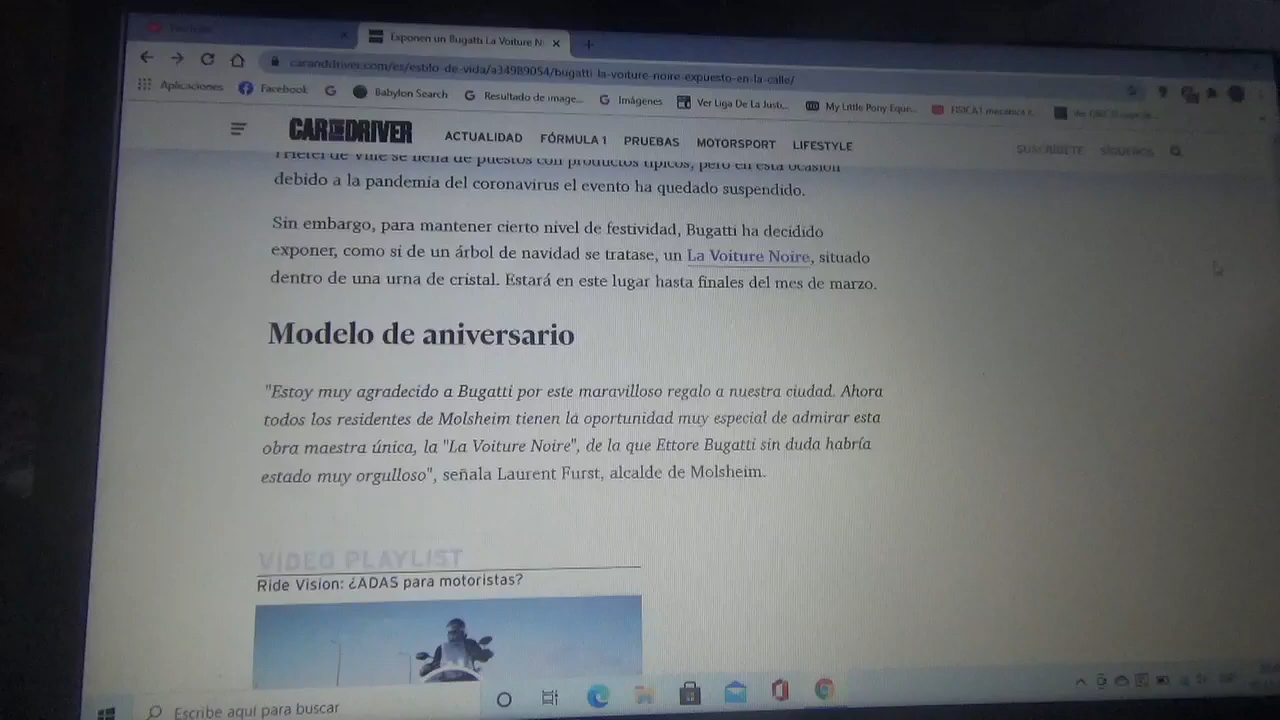 Exponen un Bugatti La Voiture N
caranddriver.com/es/estilo-de-vida/a34989054/bugatti-la-voiture-noire-expuesto-en-la-calle/
Aplicaciones Facebook Babylon Search Resultado de image... Imágenes Ver Liga De La Justi... My Little Pony Eque...
CAR AND DRIVER ACTUALIDAD FÓRMULA 1 PRUEBAS MOTORSPORT LIFESTYLE SUSCRÍBETE SÍGUENOS
de Ville se llena de puestos con productos típicos, pero en esta ocasión
debido a la pandemia del coronavirus el evento ha quedado suspendido.
Sin embargo, para mantener cierto nivel de festividad, Bugatti ha decidido
exponer, como si de un árbol de navidad se tratase, un La Voiture Noire, situado
dentro de una urna de cristal. Estará en este lugar hasta finales del mes de marzo.
Modelo de aniversario
"Estoy muy agradecido a Bugatti por este maravilloso regalo a nuestra ciudad. Ahora
todos los residentes de Molsheim tienen la oportunidad muy especial de admirar esta
obra maestra única, la "La Voiture Noire", de la que Ettore Bugatti sin duda habría
estado muy orgulloso", señala Laurent Furst, alcalde de Molsheim.
VIDEO PLAYLIST
Ride Vision: ¿ADAS para motoristas?
Escribe aquí para buscar